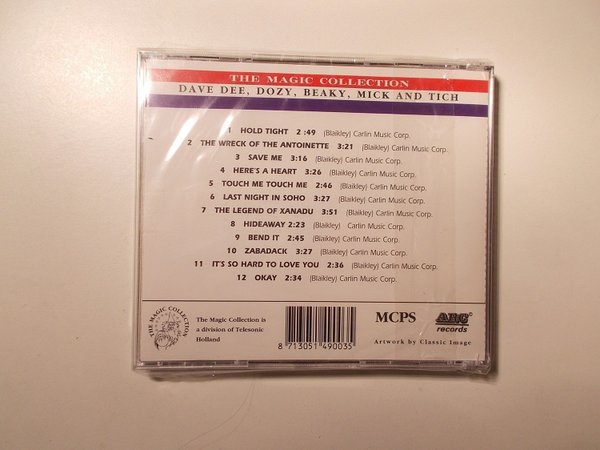 THE MAGIC COLLECTION
DAVE DEE, DOZY, BEAKY, MICK AND TICH
1 HOLD TIGHT 2:49 (Blaikley) Carlin Music Corp.
2 THE WRECK OF THE ANTOINETTE 3:21 (Blaikley) Carlin Music Corp.
3 SAVE ME 3:16 (Blaikley) Carlin Music Corp.
4 HERE'S A HEART 3:26 (Blaikley) Carlin Music Corp.
5 TOUCH ME TOUCH ME 2:46 (Blaikley) Carlin Music Corp.
6 LAST NIGHT IN SOHO 3:27 (Blaikley) Carlin Music Corp.
7 THE LEGEND OF XANADU 3:51 (Blaikley) Carlin Music Corp.
8 HIDEAWAY 2:23 (Blaikley) Carlin Music Corp.
9 BEND IT 2:45 (Blaikley) Carlin Music Corp.
10 ZABADACK 3:27 (Blaikley) Carlin Music Corp.
11 IT'S SO HARD TO LOVE YOU 2:36 (Blaikley) Carlin Music Corp
12 OKAY 2:34 (Blaikley) Carlin Music Corp.
THE MAGIC COLLECTION
The Magic Collection is
a division of Telesonic
Holland
8 713051 490035
MCPS
ARC
records
Artwork by Classic Image